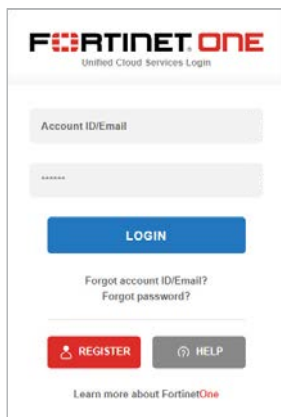 FORTINET ONE
Unified Cloud Services Login
Account ID/Email
••••••
LOGIN
Forgot account ID/Email?
Forgot password?
REGISTER
HELP
Learn more about FortinetOne